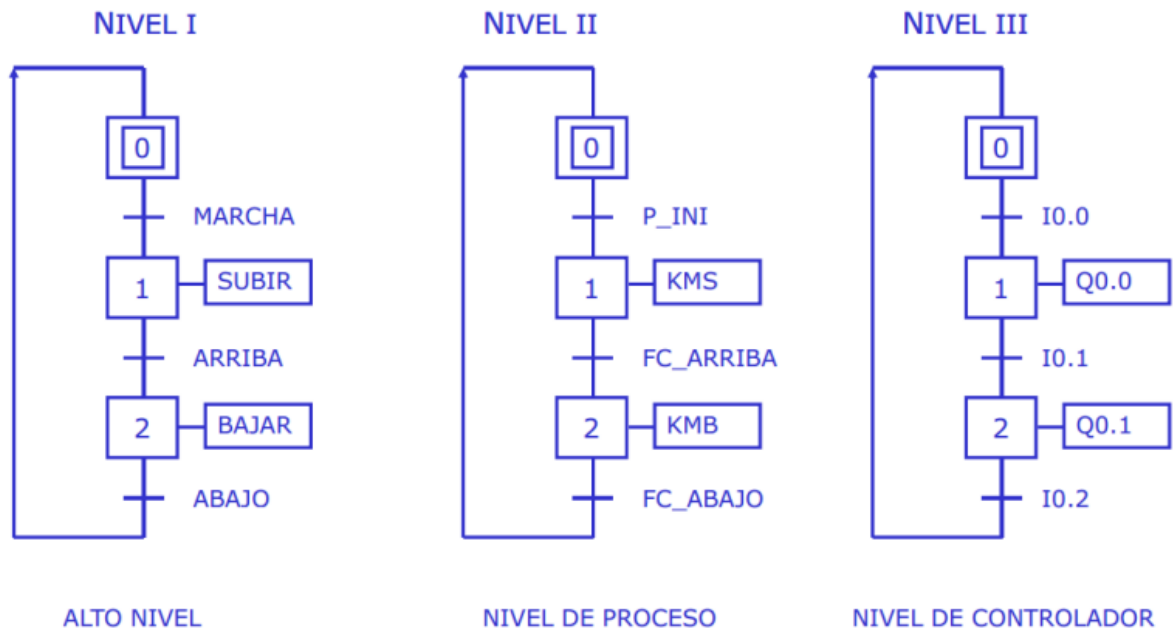 NIVEL I
0
MARCHA
1
SUBIR
ARRIBA
2
BAJAR
ABAJO
ALTO NIVEL
NIVEL II
0
P_INI
1
KMS
FC_ARRIBA
2
KMB
FC_ABAJO
NIVEL DE PROCESO
NIVEL III
0
I0.0
1
Q0.0
I0.1
2
Q0.1
I0.2
NIVEL DE CONTROLADOR